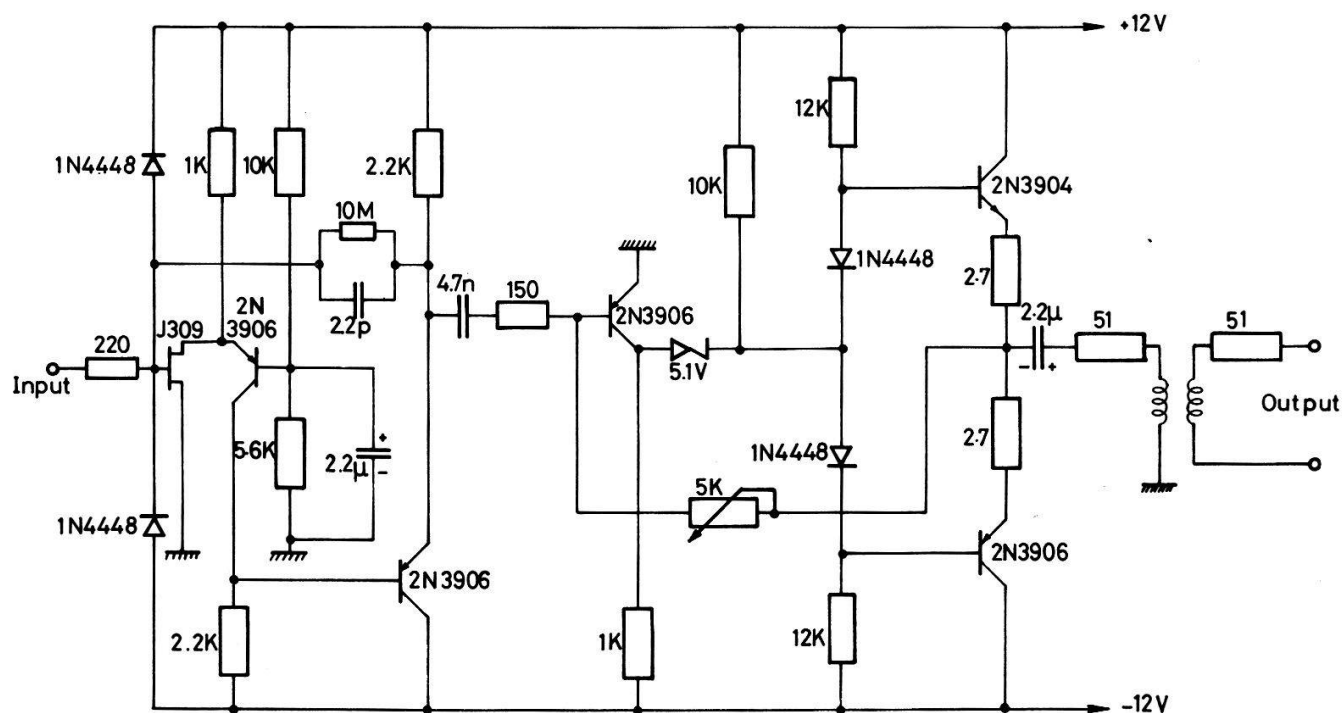 +12V
12K
1N4448
1K
10K
2.2K
2N3904
10K
10M
1N4448
2.7
4.7n
150
2.2p
2N3906
2.2µ
51
51
J309
2N
3906
220
5.1V
- +
Input
Output
5.6K
+
2.2µ
-
1N4448
2.7
5K
1N4448
2N3906
2N3906
2.2K
1K
12K
-12V